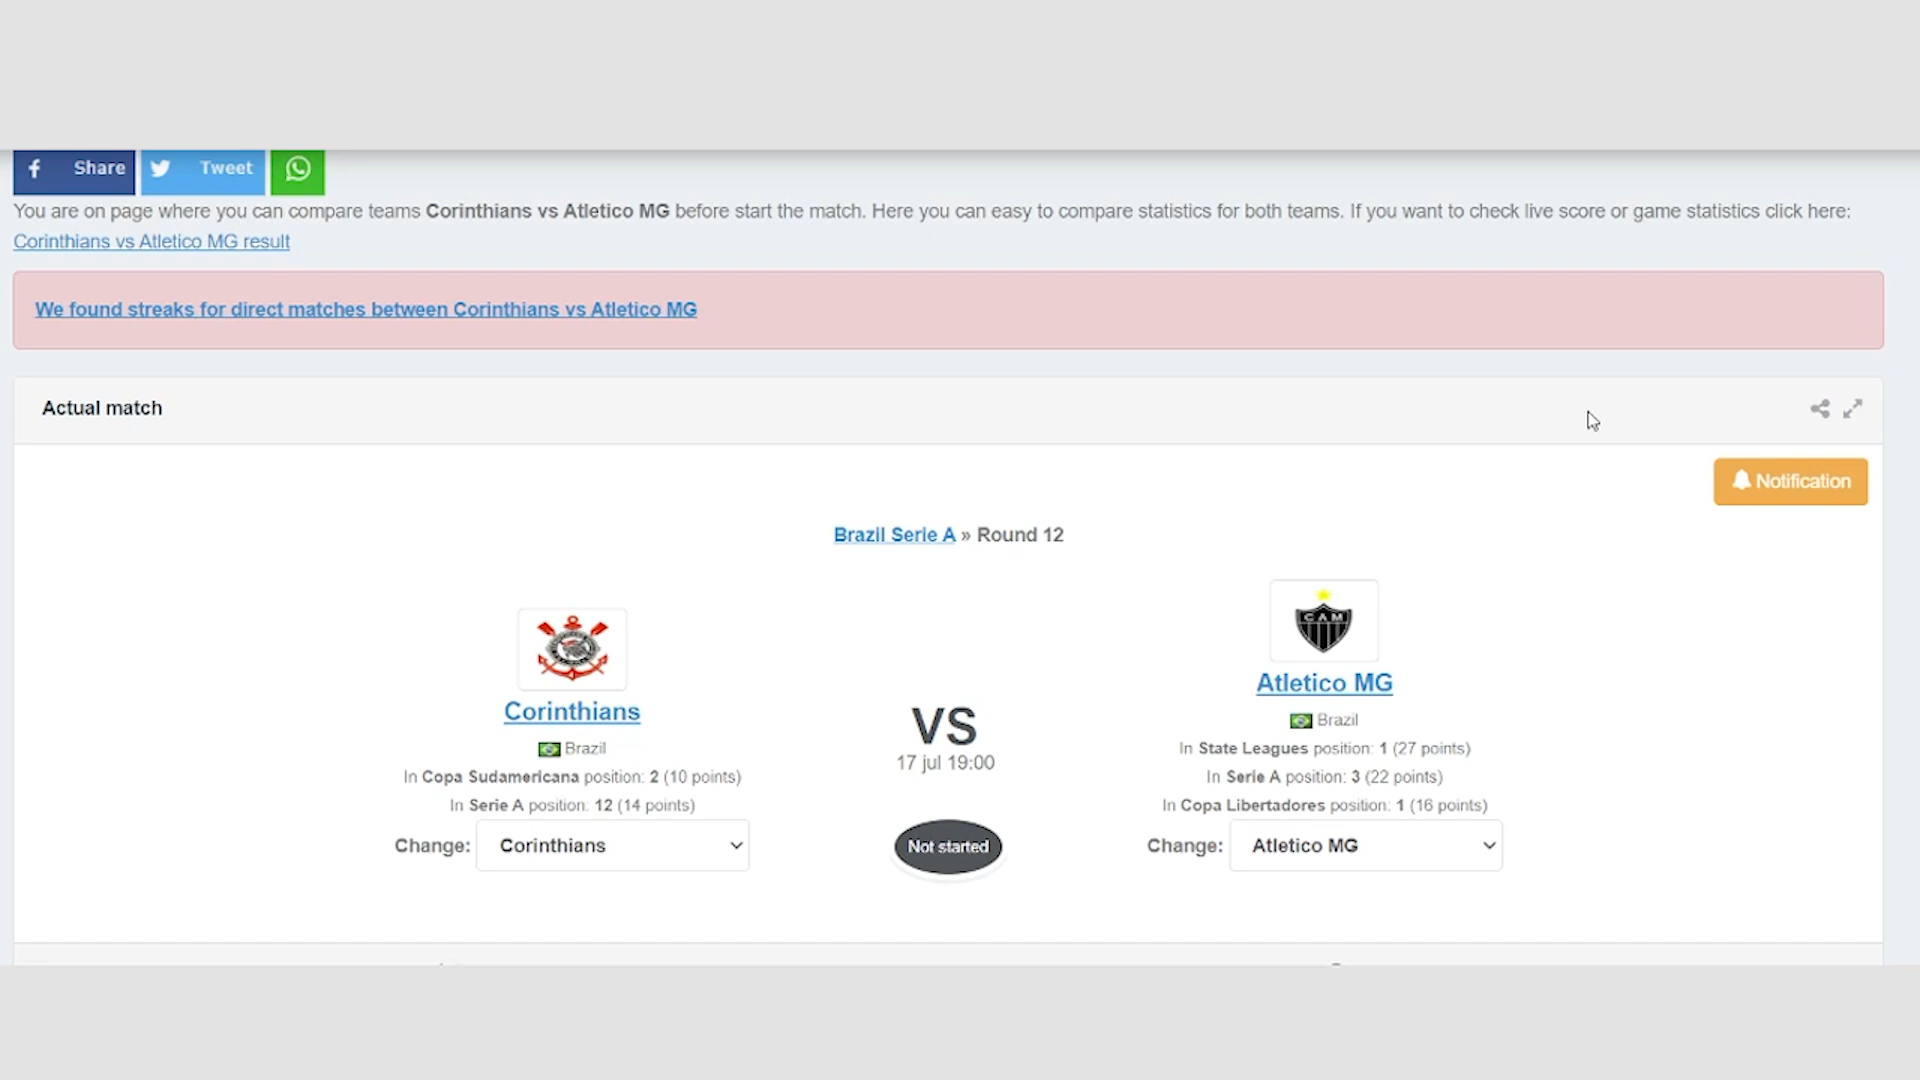 Share Tweet
You are on page where you can compare teams Corinthians vs Atletico MG before start the match. Here you can easy to compare statistics for both teams. If you want to check live score or game statistics click here:
Corinthians vs Atletico MG result
We found streaks for direct matches between Corinthians vs Atletico MG
Actual match
Notification
Brazil Serie A » Round 12
Corinthians
Brazil
In Copa Sudamericana position: 2 (10 points)
In Serie A position: 12 (14 points)
Change: Corinthians
VS
17 jul 19:00
Not started
CAM
Atletico MG
Brazil
In State Leagues position: 1 (27 points)
In Serie A position: 3 (22 points)
In Copa Libertadores position: 1 (16 points)
Change: Atletico MG